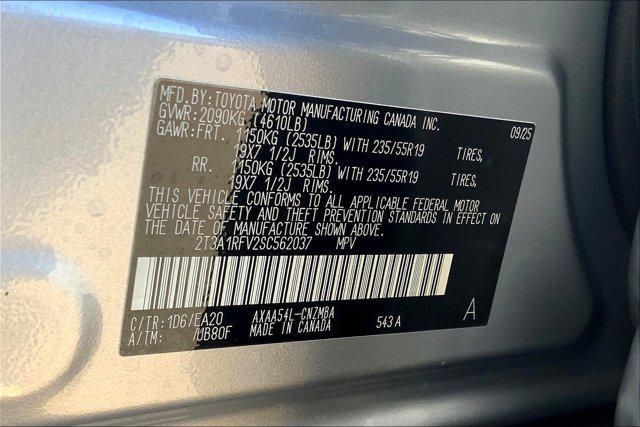 MFD.BY:TOYOTA MOTOR MANUFACTURING CANADA INC.
GVWR:2090KG (4610LB) 09/25
GAWR:FRT. 1150KG (2535LB) WITH 235/55R19 TIRES,
19X7 1/2J RIMS.
RR. 1150KG (2535LB) WITH 235/55R19 TIRES,
19X7 1/2J RIMS.
THIS VEHICLE CONFORMS TO ALL APPLICABLE FEDERAL MOTOR
VEHICLE SAFETY AND THEFT PREVENTION STANDARDS IN EFFECT ON
THE DATE OF MANUFACTURE SHOWN ABOVE.
2T3A1RFV2SC562037 MPV
C/TR:1D6/EA20 AXAA54L-CNZMBA 543 A A
A/TM: /UB80F MADE IN CANADA